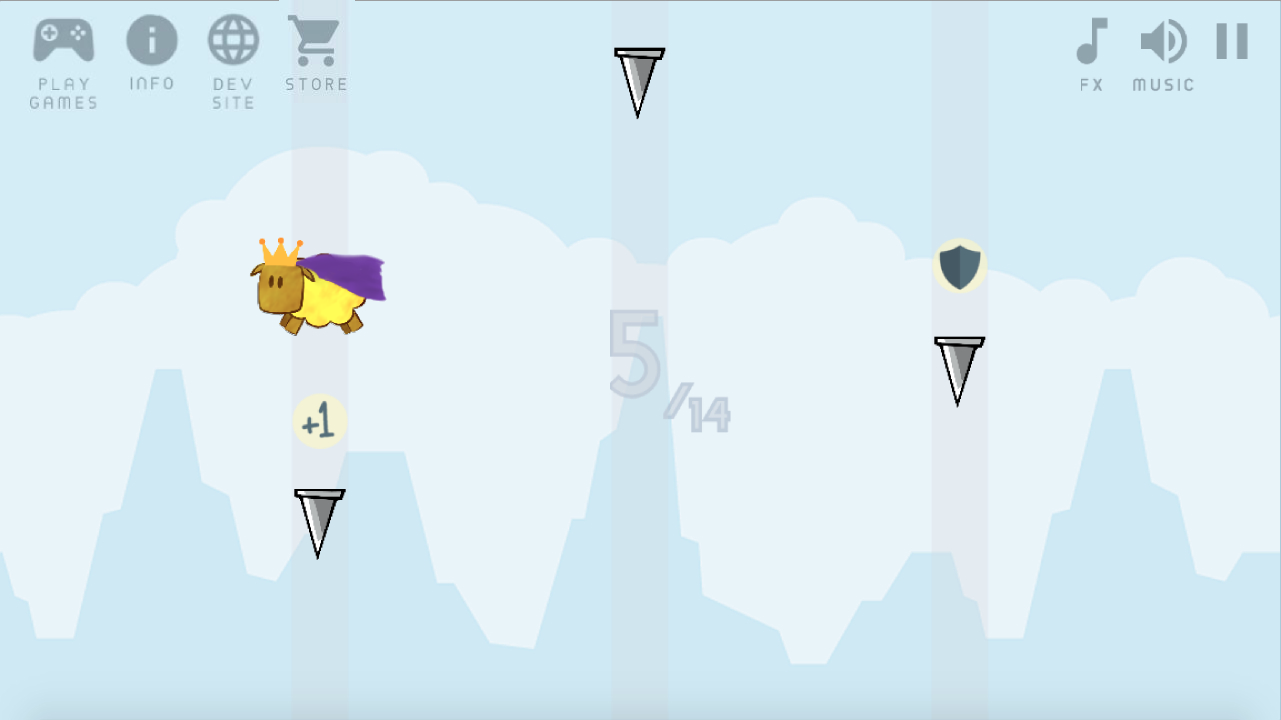 PLAY
GAMES
INFO
DEV
SITE
STORE
FX
MUSIC
5/14
+1